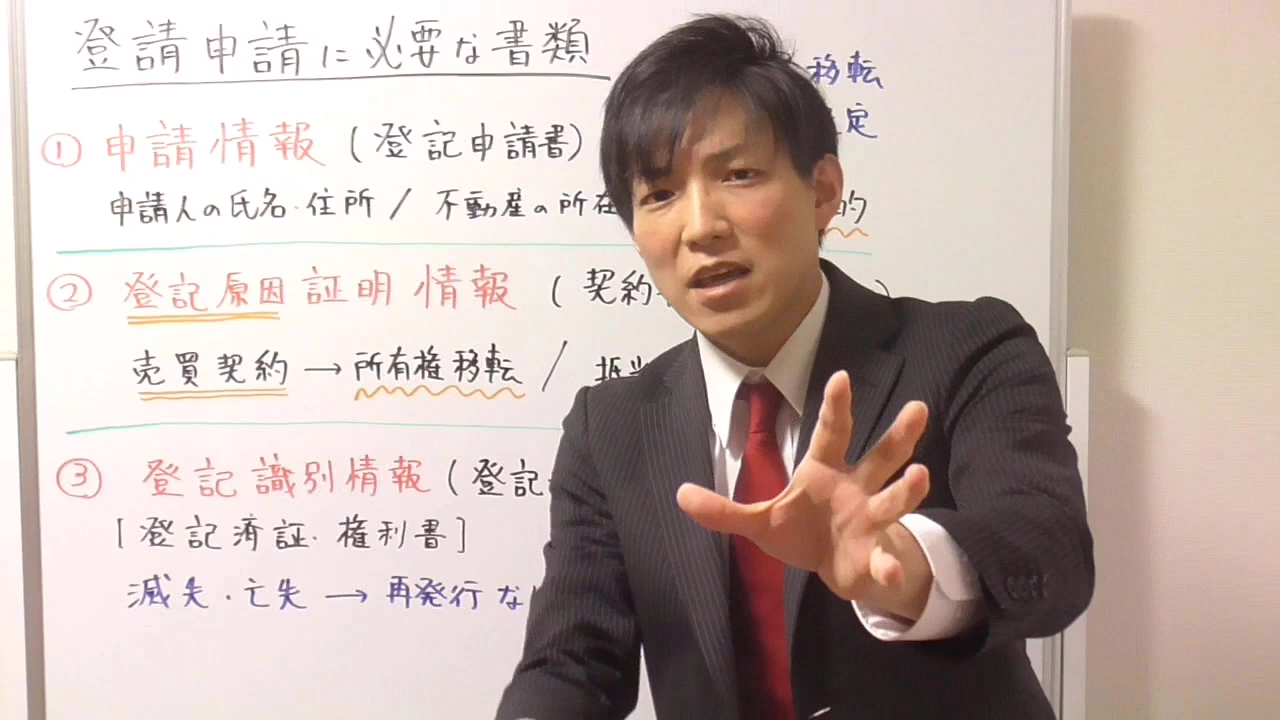 登請申請に必要な書類
移転
定
① 申請情報 (登記申請書)
申請人の氏名・住所 / 不動産の所在 的
② 登記原因証明情報 (契約 )
売買契約 → 所有権移転 / 抵当
③ 登記識別情報 (登記
[登記済証・権利書]
滅失・亡失 → 再発行な